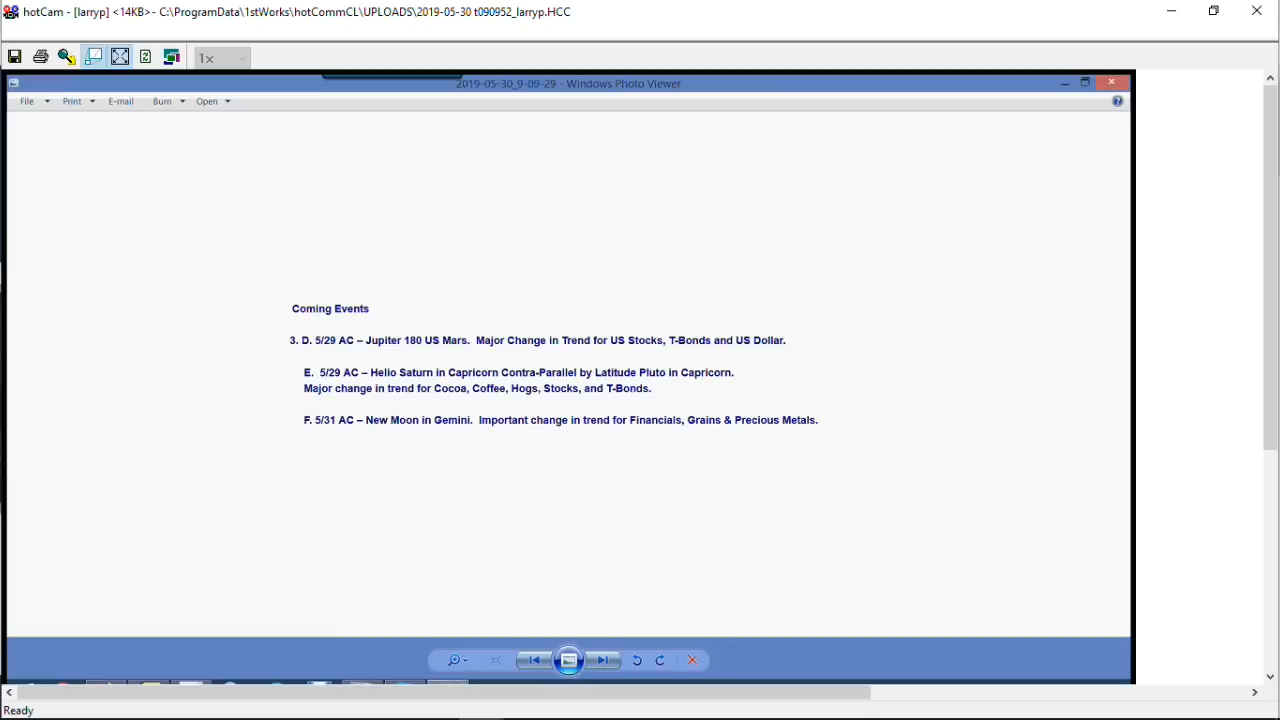 hotCam - [larryp] <14KB>- C:\ProgramData\1stWorks\hotCommCL\UPLOADS\2019-05-30 t090952_larryp.HCC
1x
2019-05-30_9-09-29 - Windows Photo Viewer
File Print E-mail Burn Open
Coming Events
3. D. 5/29 AC – Jupiter 180 US Mars.  Major Change in Trend for US Stocks, T-Bonds and US Dollar.
E.  5/29 AC – Helio Saturn in Capricorn Contra-Parallel by Latitude Pluto in Capricorn.
Major change in trend for Cocoa, Coffee, Hogs, Stocks, and T-Bonds.
F. 5/31 AC – New Moon in Gemini.  Important change in trend for Financials, Grains & Precious Metals.
Ready